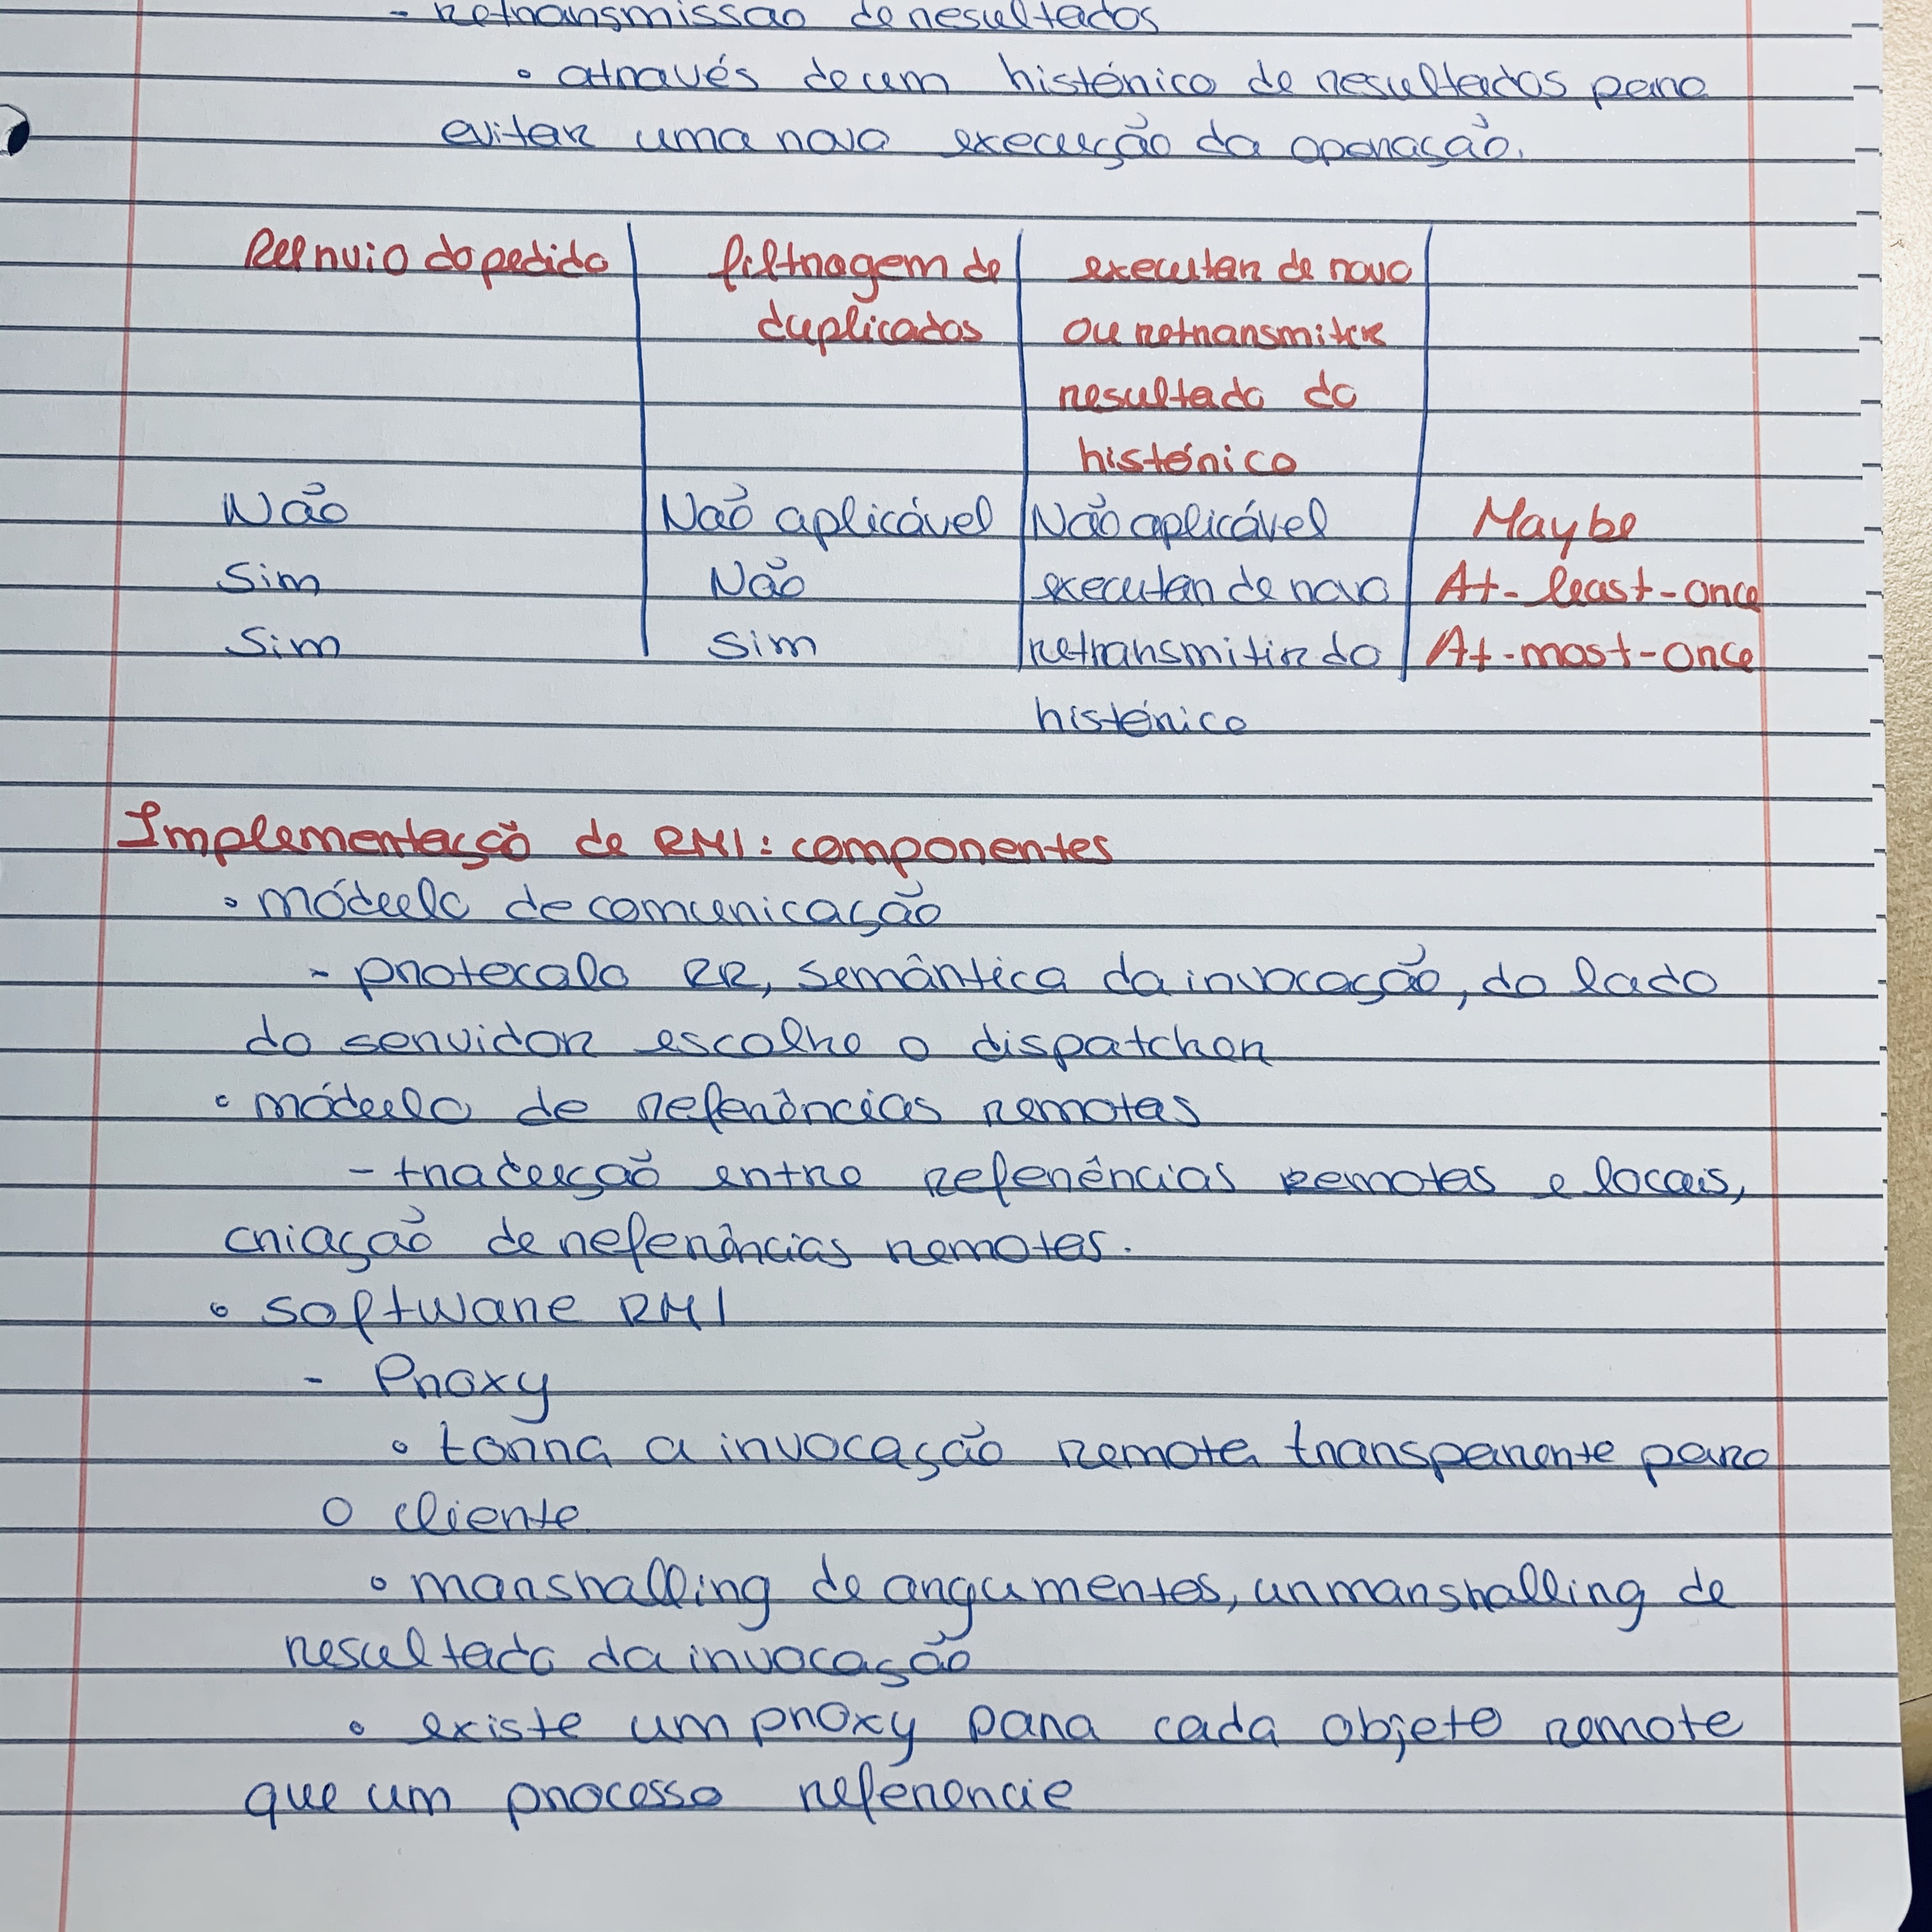 - retransmissão de resultados
• através de um histórico de resultados para
evitar uma nova execução da operação.
Reenvio do pedido | filtragem de | executar de novo
duplicados | ou retransmitir
resultado do
histórico
Não | Não aplicável | Não aplicável | Maybe
Sim | Não | executar de novo | At-least-once
Sim | Sim | retransmitir do | At-most-once
histórico
Implementação de RMI: componentes
• módulo de comunicação
- protocolo RR, semântica da invocação, do lado
do servidor escolhe o dispatcher
• módulo de referências remotas
- tradução entre referências remotas e locais,
criação de referências remotas.
• software RMI
- Proxy
• torna a invocação remota transparente para
o cliente
• marshalling de argumentos, unmarshalling de
resultado da invocação
• existe um proxy para cada objeto remoto
que um processo referencie